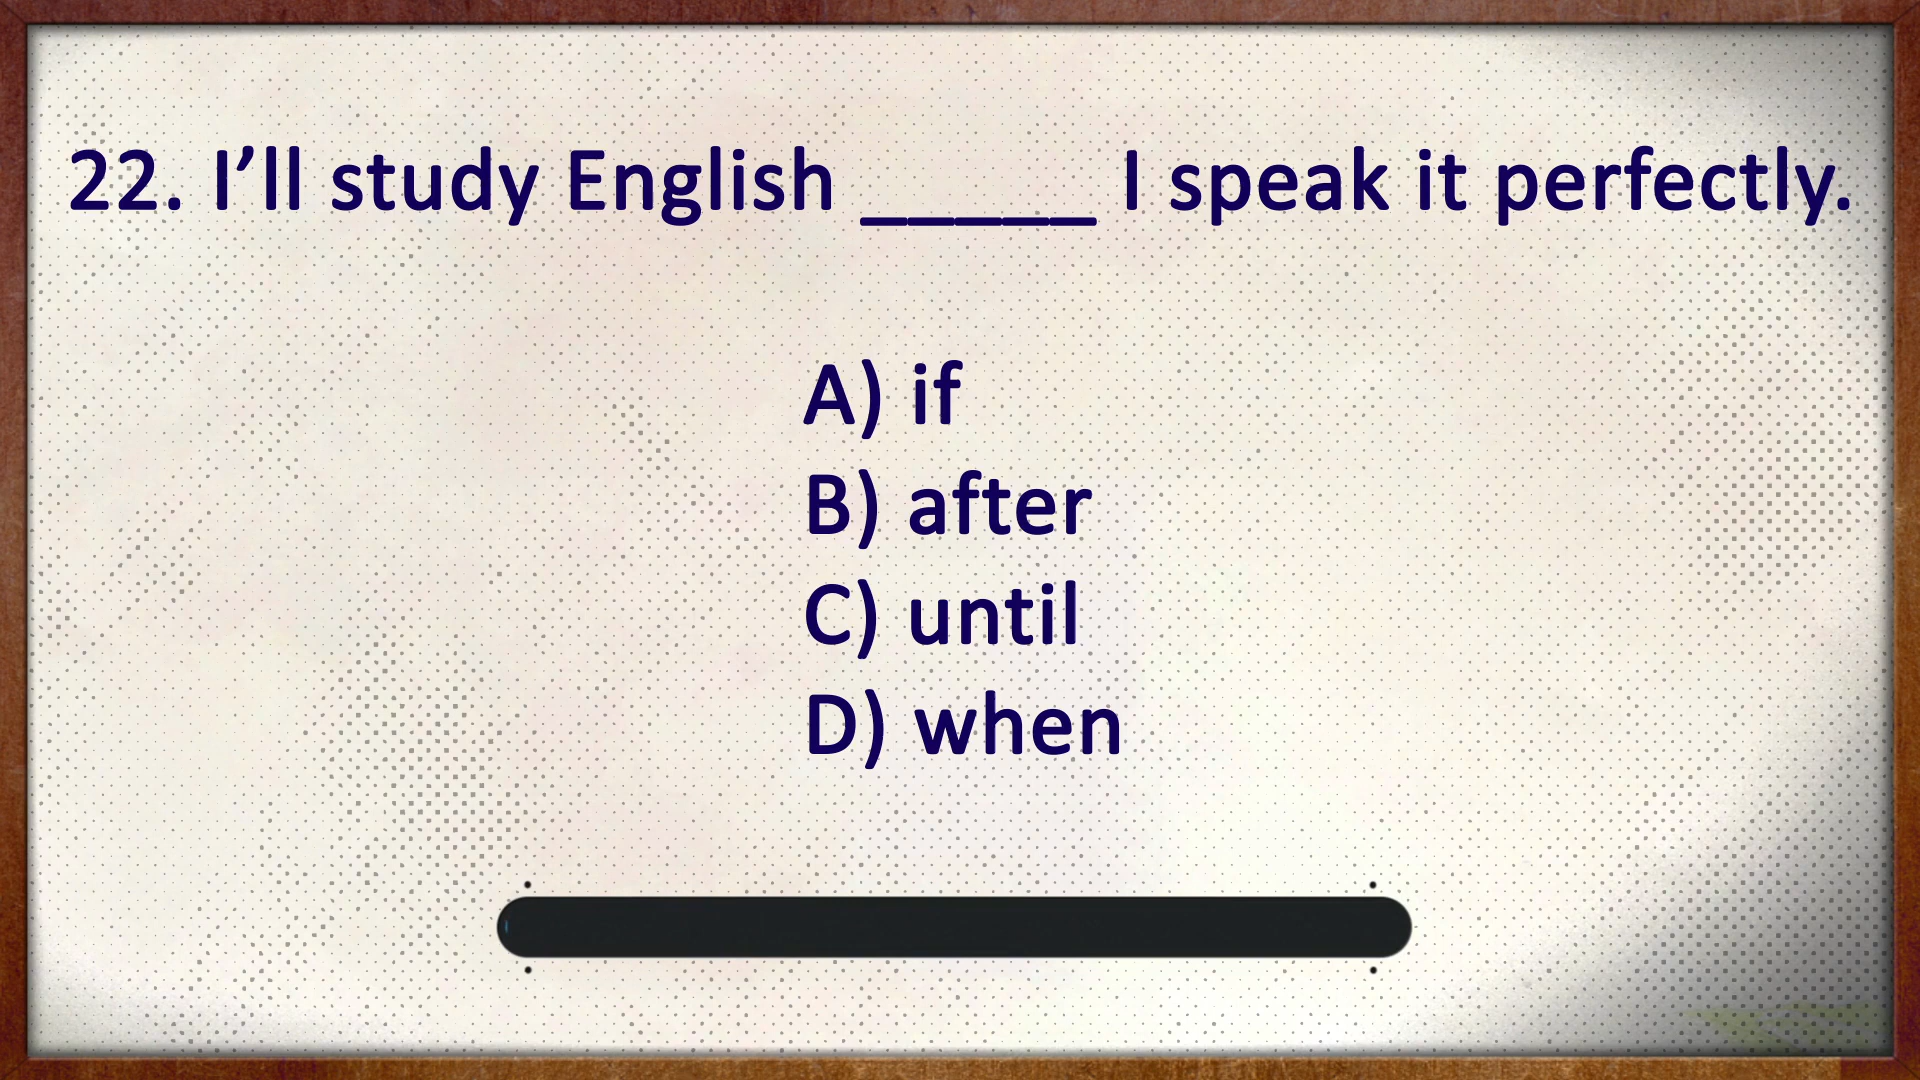 22. I’ll study English _____ I speak it perfectly.
A) if
B) after
C) until
D) when